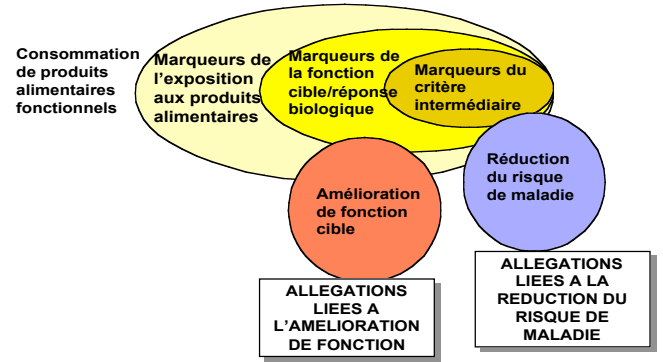 Consommation
de produits
alimentaires
fonctionnels
Marqueurs de
l'exposition
aux produits
alimentaires
Marqueurs de
la fonction
cible/réponse
biologique
Marqueurs du
critère
intermédiaire
Amélioration
de fonction
cible
Réduction
du risque
de maladie
ALLEGATIONS
LIEES A
L'AMELIORATION
DE FONCTION
ALLEGATIONS
LIEES A LA
REDUCTION DU
RISQUE DE
MALADIE